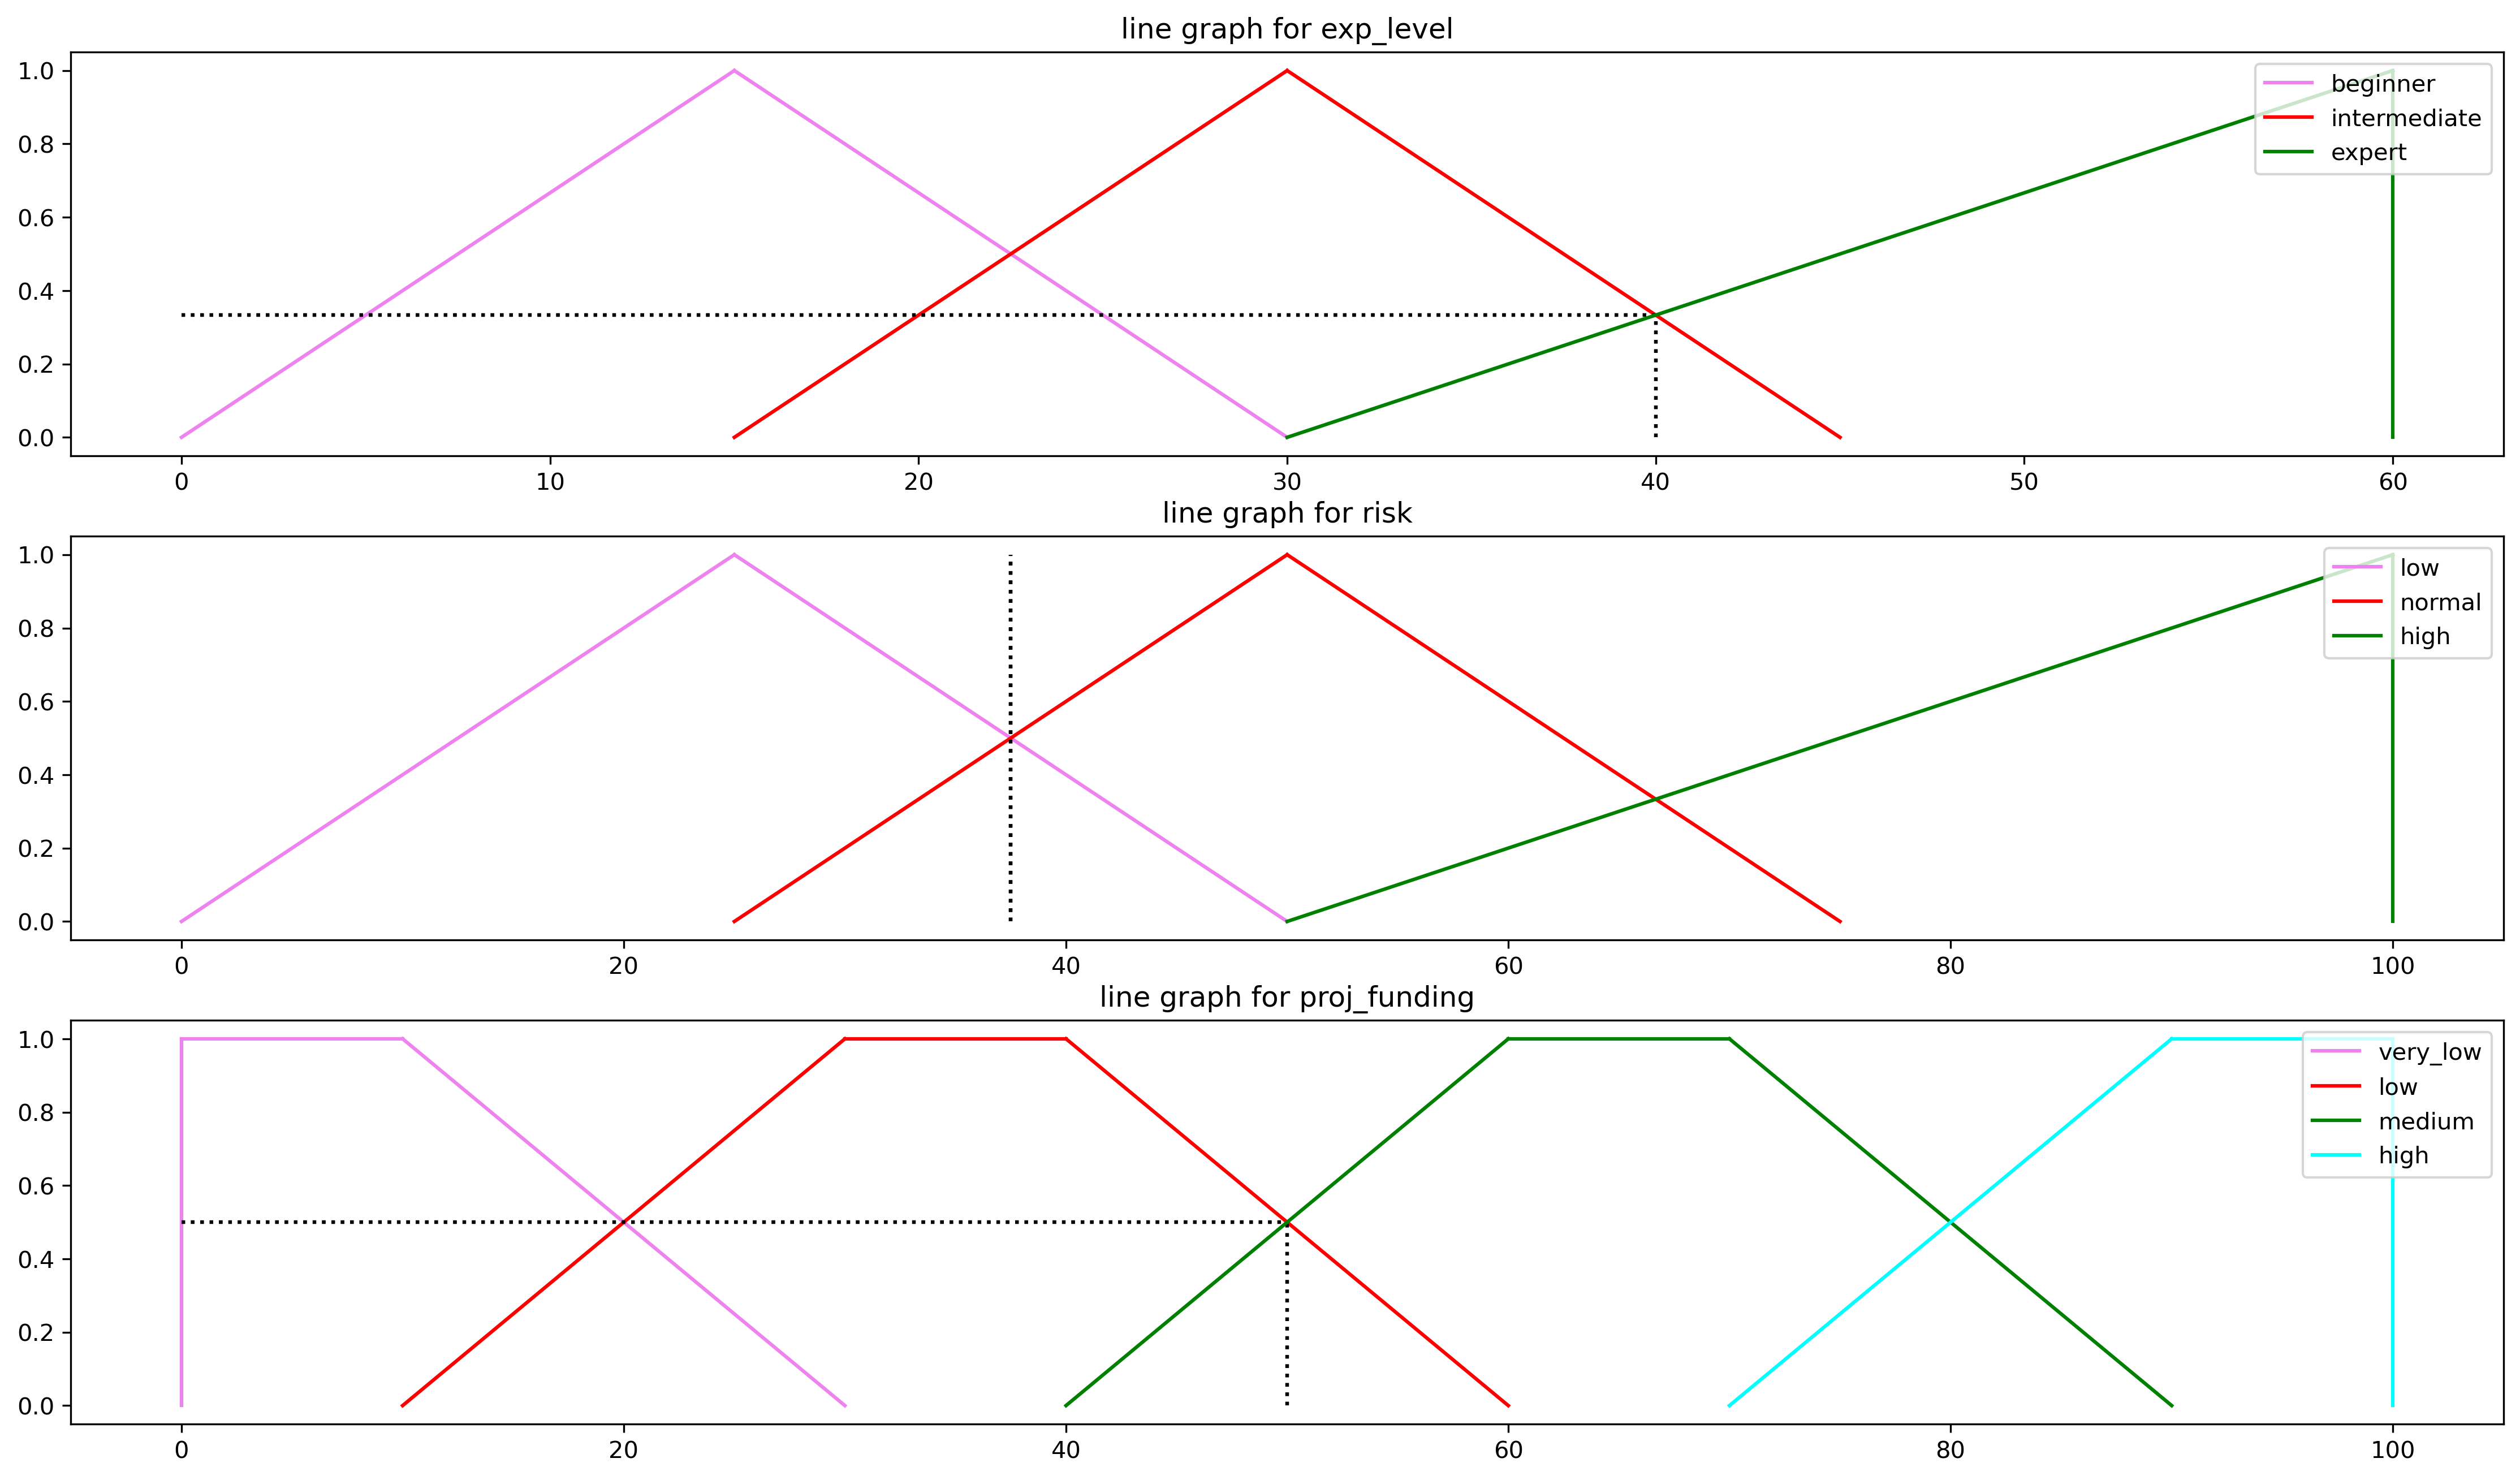 line graph for exp_level
1.0
0.8
0.6
0.4
0.2
0.0
beginner
intermediate
expert
0 10 20 30 40 50 60
line graph for risk
1.0
0.8
0.6
0.4
0.2
0.0
low
normal
high
0 20 40 60 80 100
line graph for proj_funding
1.0
0.8
0.6
0.4
0.2
0.0
very_low
low
medium
high
0 20 40 60 80 100